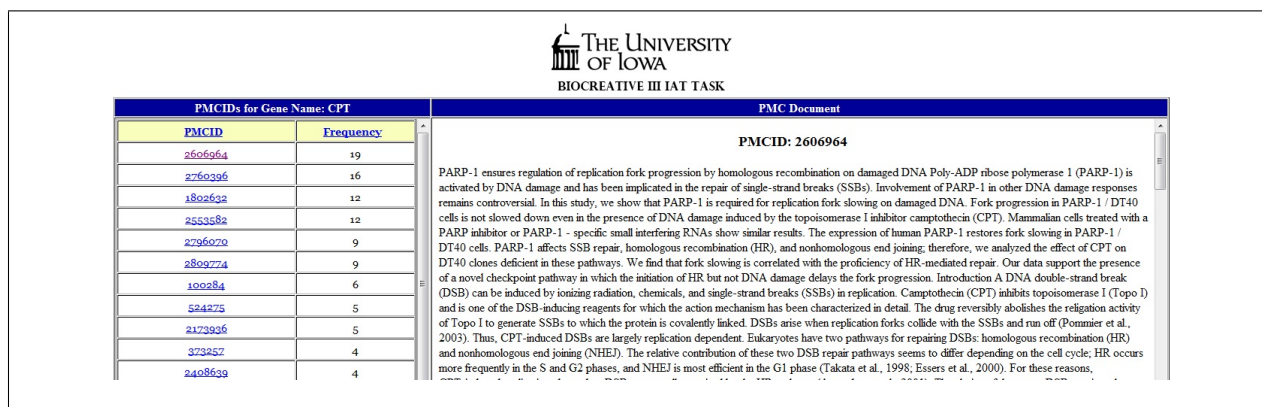 THE UNIVERSITY
OF IOWA
BIOCREATIVE III IAT TASK
PMCIDs for Gene Name: CPT
PMCID Frequency
2606964 19
2760396 16
1802632 12
2553582 12
2796070 9
2809774 9
100284 6
524275 5
2173936 5
373257 4
2408639 4
PMC Document
PMCID: 2606964
PARP-1 ensures regulation of replication fork progression by homologous recombination on damaged DNA Poly-ADP ribose polymerase 1 (PARP-1) is
activated by DNA damage and has been implicated in the repair of single-strand breaks (SSBs). Involvement of PARP-1 in other DNA damage responses
remains controversial. In this study, we show that PARP-1 is required for replication fork slowing on damaged DNA. Fork progression in PARP-1 / DT40
cells is not slowed down even in the presence of DNA damage induced by the topoisomerase I inhibitor camptothecin (CPT). Mammalian cells treated with a
PARP inhibitor or PARP-1 - specific small interfering RNAs show similar results. The expression of human PARP-1 restores fork slowing in PARP-1 /
DT40 cells. PARP-1 affects SSB repair, homologous recombination (HR), and nonhomologous end joining; therefore, we analyzed the effect of CPT on
DT40 clones deficient in these pathways. We find that fork slowing is correlated with the proficiency of HR-mediated repair. Our data support the presence
of a novel checkpoint pathway in which the initiation of HR but not DNA damage delays the fork progression. Introduction A DNA double-strand break
(DSB) can be induced by ionizing radiation, chemicals, and single-strand breaks (SSBs) in replication. Camptothecin (CPT) inhibits topoisomerase I (Topo I)
and is one of the DSB-inducing reagents for which the action mechanism has been characterized in detail. The drug reversibly abolishes the religation activity
of Topo I to generate SSBs to which the protein is covalently linked. DSBs arise when replication forks collide with the SSBs and run off (Pommier et al.,
2003). Thus, CPT-induced DSBs are largely replication dependent. Eukaryotes have two pathways for repairing DSBs: homologous recombination (HR)
and nonhomologous end joining (NHEJ). The relative contribution of these two DSB repair pathways seems to differ depending on the cell cycle; HR occurs
more frequently in the S and G2 phases, and NHEJ is most efficient in the G1 phase (Takata et al., 1998; Essers et al., 2000). For these reasons,